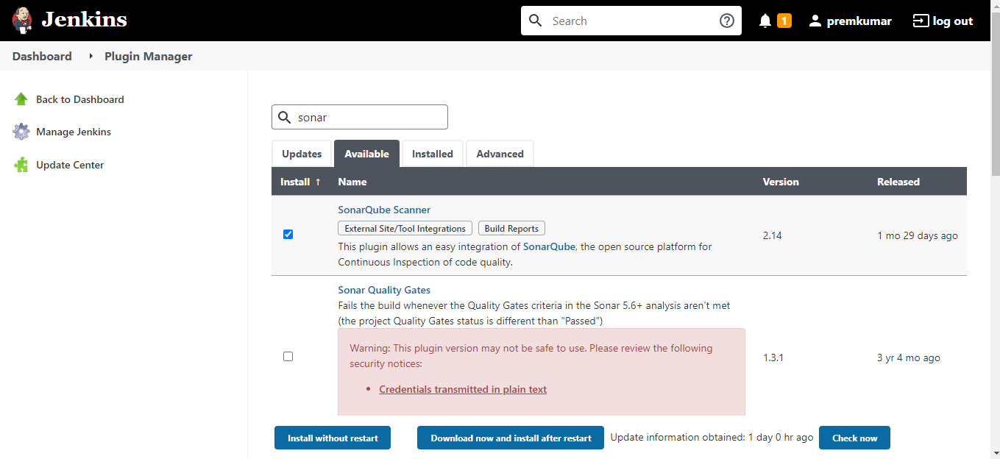 Jenkins
Search
1
premkumar
log out
Dashboard
Plugin Manager
Back to Dashboard
Manage Jenkins
Update Center
sonar
Updates
Available
Installed
Advanced
Install ↑ Name Version Released
SonarQube Scanner
External Site/Tool Integrations Build Reports
This plugin allows an easy integration of SonarQube, the open source platform for
Continuous Inspection of code quality.
2.14
1 mo 29 days ago
Sonar Quality Gates
Fails the build whenever the Quality Gates criteria in the Sonar 5.6+ analysis aren't met
(the project Quality Gates status is different than "Passed")
Warning: This plugin version may not be safe to use. Please review the following
security notices:
• Credentials transmitted in plain text
1.3.1
3 yr 4 mo ago
Install without restart
Download now and install after restart
Update information obtained: 1 day 0 hr ago
Check now